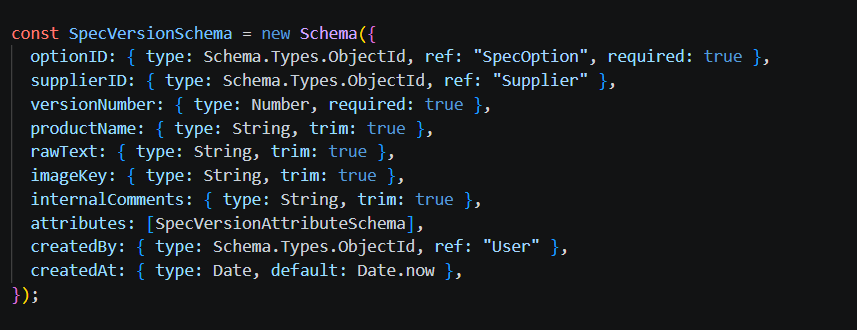 const SpecVersionSchema = new Schema({
  optionID: { type: Schema.Types.ObjectId, ref: "SpecOption", required: true },
  supplierID: { type: Schema.Types.ObjectId, ref: "Supplier" },
  versionNumber: { type: Number, required: true },
  productName: { type: String, trim: true },
  rawText: { type: String, trim: true },
  imageKey: { type: String, trim: true },
  internalComments: { type: String, trim: true },
  attributes: [SpecVersionAttributeSchema],
  createdBy: { type: Schema.Types.ObjectId, ref: "User" },
  createdAt: { type: Date, default: Date.now },
});